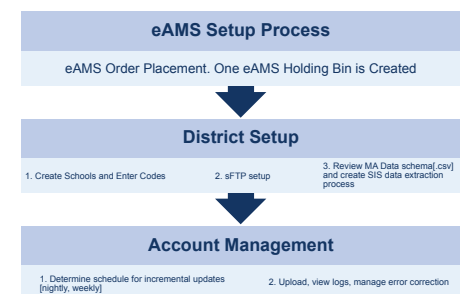 eAMS Setup Process
eAMS Order Placement. One eAMS Holding Bin is Created
District Setup
1. Create Schools and Enter Codes
2. sFTP setup
3. Review MA Data schema[.csv]
and create SIS data extraction
process
Account Management
1. Determine schedule for incremental updates
[nightly, weekly]
2. Upload, view logs, manage error correction